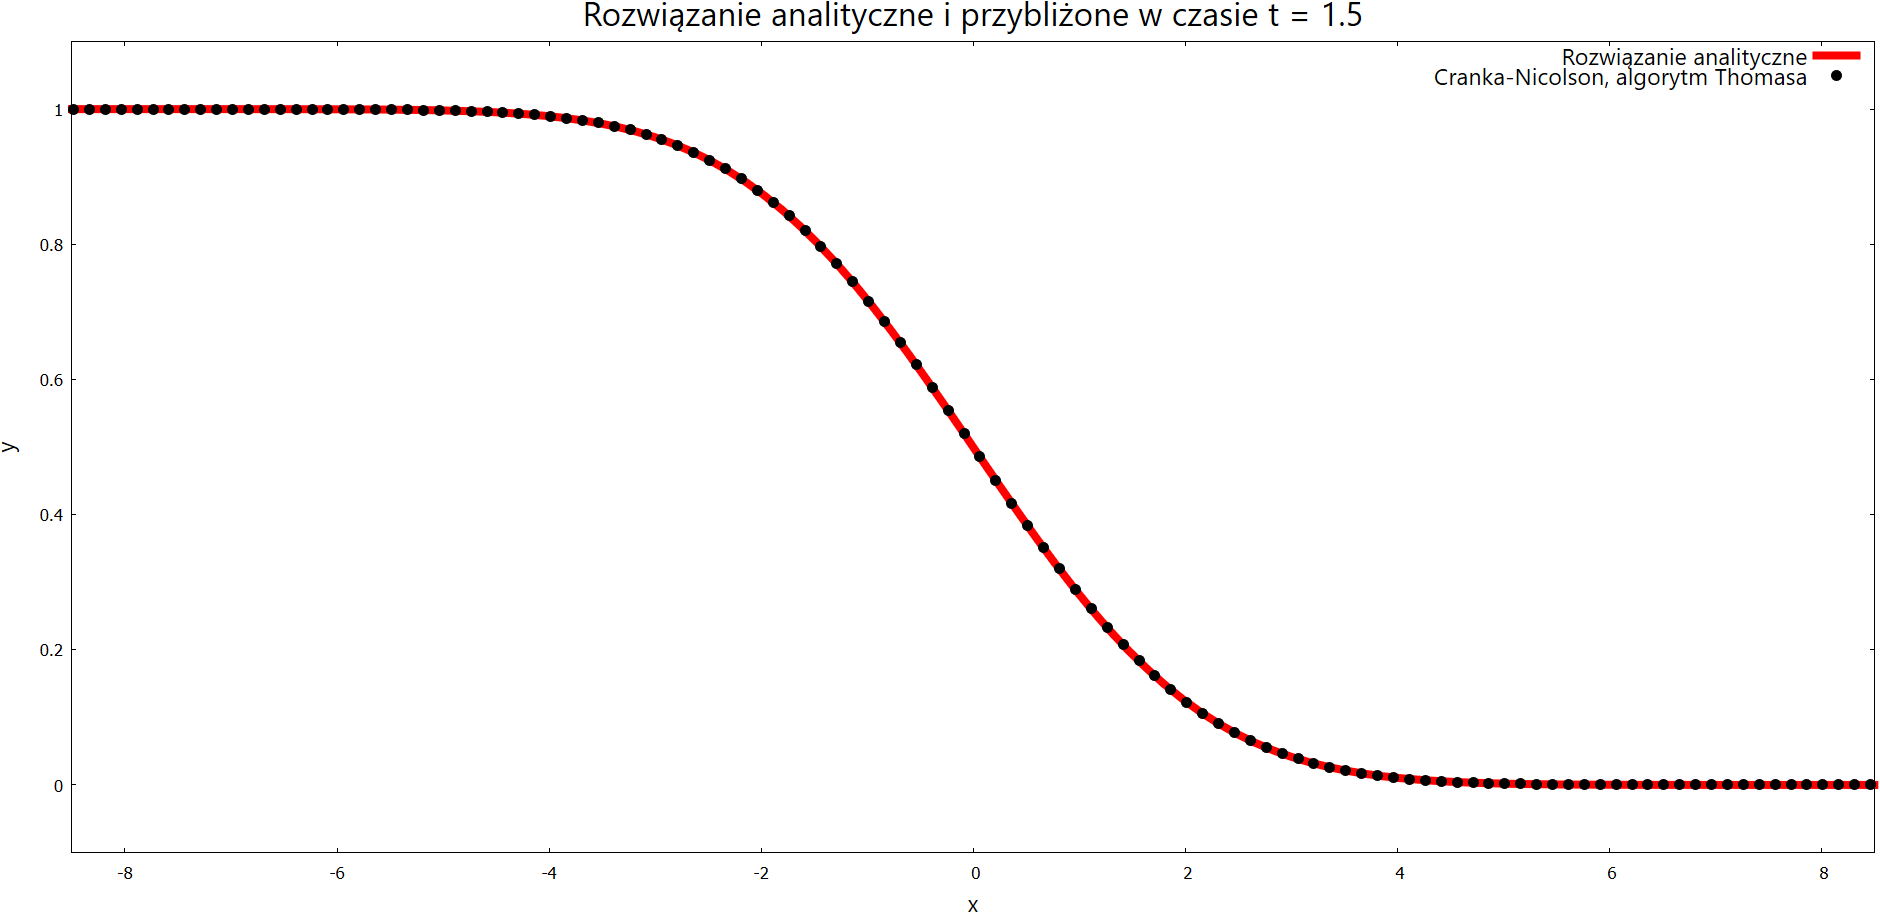 Rozwiązanie analityczne i przybliżone w czasie t = 1.5
Rozwiązanie analityczne
Cranka-Nicolson, algorytm Thomasa
1
0.8
0.6
0.4
0.2
0
y
-8 -6 -4 -2 0 2 4 6 8
x